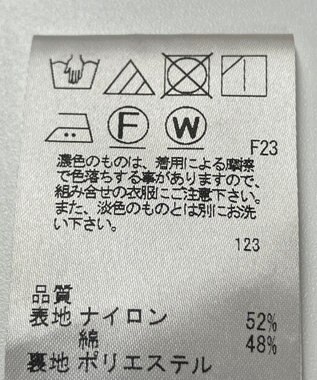 F W
F23
濃色のものは、着用による摩擦
で色落ちする事がありますので、
組み合せの衣服にご注意下さい。
また、淡色のものとは別にお洗
い下さい。
123
品質
表地 ナイロン 52%
綿 48%
裏地 ポリエステル